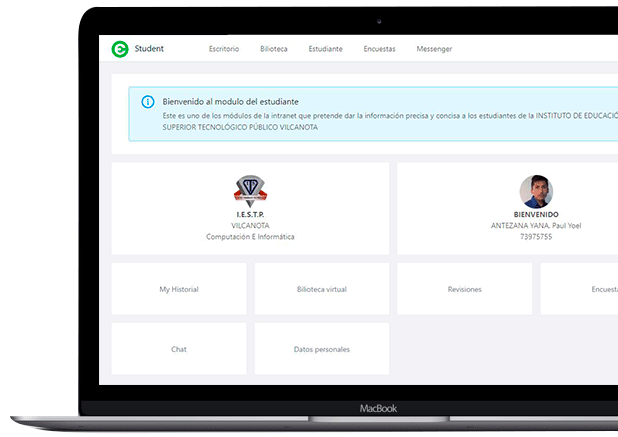 Student
Escritorio
Bilioteca
Estudiante
Encuestas
Messenger
Bienvenido al modulo del estudiante
Este es uno de los módulos de la intranet que pretende dar la información precisa y concisa a los estudiantes de la INSTITUTO DE EDUCACIÓ
SUPERIOR TECNOLÓGICO PÚBLICO VILCANOTA
I.E.S.T.P.
VILCANOTA
Computación E Informática
BIENVENIDO
ANTEZANA YANA, Paul Yoel
73975755
My Historial
Bilioteca virtual
Revisiones
Encuesta
Chat
Datos personales
MacBook